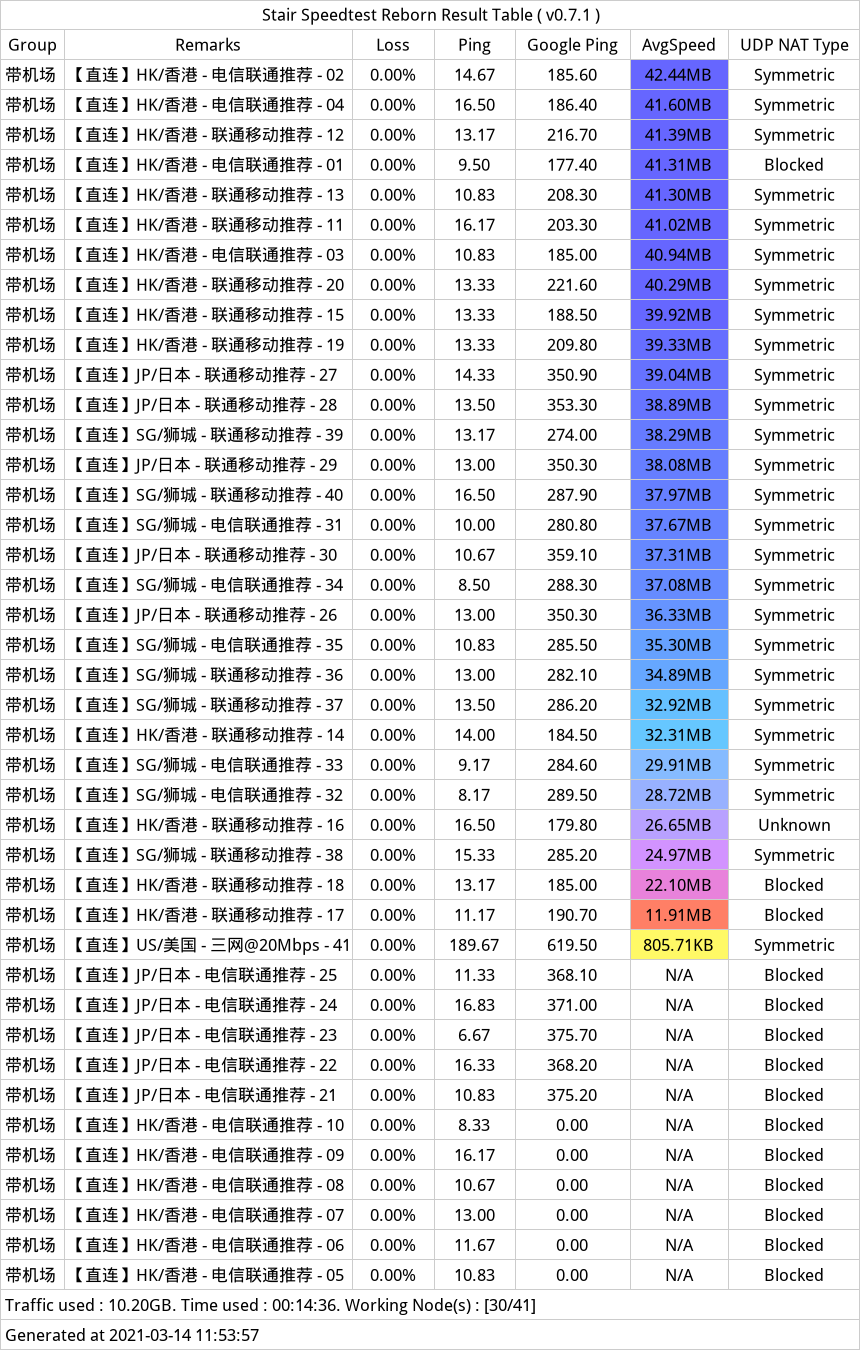 Stair Speedtest Reborn Result Table ( v0.7.1 )
Group Remarks Loss Ping Google Ping AvgSpeed UDP NAT Type
带机场 【直连】HK/香港 - 电信联通推荐 - 02 0.00% 14.67 185.60 42.44MB Symmetric
带机场 【直连】HK/香港 - 电信联通推荐 - 04 0.00% 16.50 186.40 41.60MB Symmetric
带机场 【直连】HK/香港 - 联通移动推荐 - 12 0.00% 13.17 216.70 41.39MB Symmetric
带机场 【直连】HK/香港 - 电信联通推荐 - 01 0.00% 9.50 177.40 41.31MB Blocked
带机场 【直连】HK/香港 - 联通移动推荐 - 13 0.00% 10.83 208.30 41.30MB Symmetric
带机场 【直连】HK/香港 - 联通移动推荐 - 11 0.00% 16.17 203.30 41.02MB Symmetric
带机场 【直连】HK/香港 - 电信联通推荐 - 03 0.00% 10.83 185.00 40.94MB Symmetric
带机场 【直连】HK/香港 - 联通移动推荐 - 20 0.00% 13.33 221.60 40.29MB Symmetric
带机场 【直连】HK/香港 - 联通移动推荐 - 15 0.00% 13.33 188.50 39.92MB Symmetric
带机场 【直连】HK/香港 - 联通移动推荐 - 19 0.00% 13.33 209.80 39.33MB Symmetric
带机场 【直连】JP/日本 - 联通移动推荐 - 27 0.00% 14.33 350.90 39.04MB Symmetric
带机场 【直连】JP/日本 - 联通移动推荐 - 28 0.00% 13.50 353.30 38.89MB Symmetric
带机场 【直连】SG/狮城 - 联通移动推荐 - 39 0.00% 13.17 274.00 38.29MB Symmetric
带机场 【直连】JP/日本 - 联通移动推荐 - 29 0.00% 13.00 350.30 38.08MB Symmetric
带机场 【直连】SG/狮城 - 联通移动推荐 - 40 0.00% 16.50 287.90 37.97MB Symmetric
带机场 【直连】SG/狮城 - 电信联通推荐 - 31 0.00% 10.00 280.80 37.67MB Symmetric
带机场 【直连】JP/日本 - 联通移动推荐 - 30 0.00% 10.67 359.10 37.31MB Symmetric
带机场 【直连】SG/狮城 - 电信联通推荐 - 34 0.00% 8.50 288.30 37.08MB Symmetric
带机场 【直连】JP/日本 - 联通移动推荐 - 26 0.00% 13.00 350.30 36.33MB Symmetric
带机场 【直连】SG/狮城 - 电信联通推荐 - 35 0.00% 10.83 285.50 35.30MB Symmetric
带机场 【直连】SG/狮城 - 联通移动推荐 - 36 0.00% 13.00 282.10 34.89MB Symmetric
带机场 【直连】SG/狮城 - 联通移动推荐 - 37 0.00% 13.50 286.20 32.92MB Symmetric
带机场 【直连】HK/香港 - 联通移动推荐 - 14 0.00% 14.00 184.50 32.31MB Symmetric
带机场 【直连】SG/狮城 - 电信联通推荐 - 33 0.00% 9.17 284.60 29.91MB Symmetric
带机场 【直连】SG/狮城 - 电信联通推荐 - 32 0.00% 8.17 289.50 28.72MB Symmetric
带机场 【直连】HK/香港 - 联通移动推荐 - 16 0.00% 16.50 179.80 26.65MB Unknown
带机场 【直连】SG/狮城 - 联通移动推荐 - 38 0.00% 15.33 285.20 24.97MB Symmetric
带机场 【直连】HK/香港 - 联通移动推荐 - 18 0.00% 13.17 185.00 22.10MB Blocked
带机场 【直连】HK/香港 - 联通移动推荐 - 17 0.00% 11.17 190.70 11.91MB Blocked
带机场 【直连】US/美国 - 三网@20Mbps - 41 0.00% 189.67 619.50 805.71KB Symmetric
带机场 【直连】JP/日本 - 电信联通推荐 - 25 0.00% 11.33 368.10 N/A Blocked
带机场 【直连】JP/日本 - 电信联通推荐 - 24 0.00% 16.83 371.00 N/A Blocked
带机场 【直连】JP/日本 - 电信联通推荐 - 23 0.00% 6.67 375.70 N/A Blocked
带机场 【直连】JP/日本 - 电信联通推荐 - 22 0.00% 16.33 368.20 N/A Blocked
带机场 【直连】JP/日本 - 电信联通推荐 - 21 0.00% 10.83 375.20 N/A Blocked
带机场 【直连】HK/香港 - 电信联通推荐 - 10 0.00% 8.33 0.00 N/A Blocked
带机场 【直连】HK/香港 - 电信联通推荐 - 09 0.00% 16.17 0.00 N/A Blocked
带机场 【直连】HK/香港 - 电信联通推荐 - 08 0.00% 10.67 0.00 N/A Blocked
带机场 【直连】HK/香港 - 电信联通推荐 - 07 0.00% 13.00 0.00 N/A Blocked
带机场 【直连】HK/香港 - 电信联通推荐 - 06 0.00% 11.67 0.00 N/A Blocked
带机场 【直连】HK/香港 - 电信联通推荐 - 05 0.00% 10.83 0.00 N/A Blocked
Traffic used : 10.20GB. Time used : 00:14:36. Working Node(s) : [30/41]
Generated at 2021-03-14 11:53:57